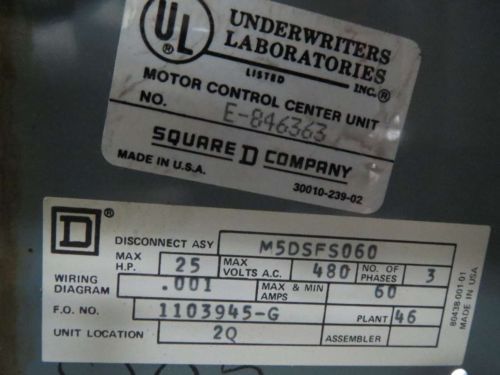 UL ®
UNDERWRITERS
LABORATORIES
INC.®
LISTED
MOTOR CONTROL CENTER UNIT
NO. E-846363
SQUARE D COMPANY
MADE IN U.S.A.
30010-239-02
D ®
DISCONNECT ASY M5DSFS060
MAX H.P. 25 MAX VOLTS A.C. 480 NO. OF PHASES 3
WIRING DIAGRAM .001 MAX & MIN AMPS 60
F.O. NO. 1103945-G PLANT 46
UNIT LOCATION 2Q ASSEMBLER
80438-001-01
MADE IN USA